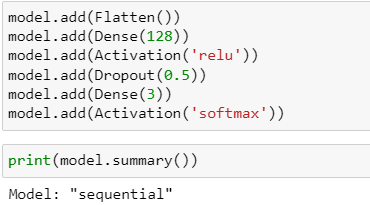 model.add(Flatten())
model.add(Dense(128))
model.add(Activation('relu'))
model.add(Dropout(0.5))
model.add(Dense(3))
model.add(Activation('softmax'))
print(model.summary())
Model: "sequential"